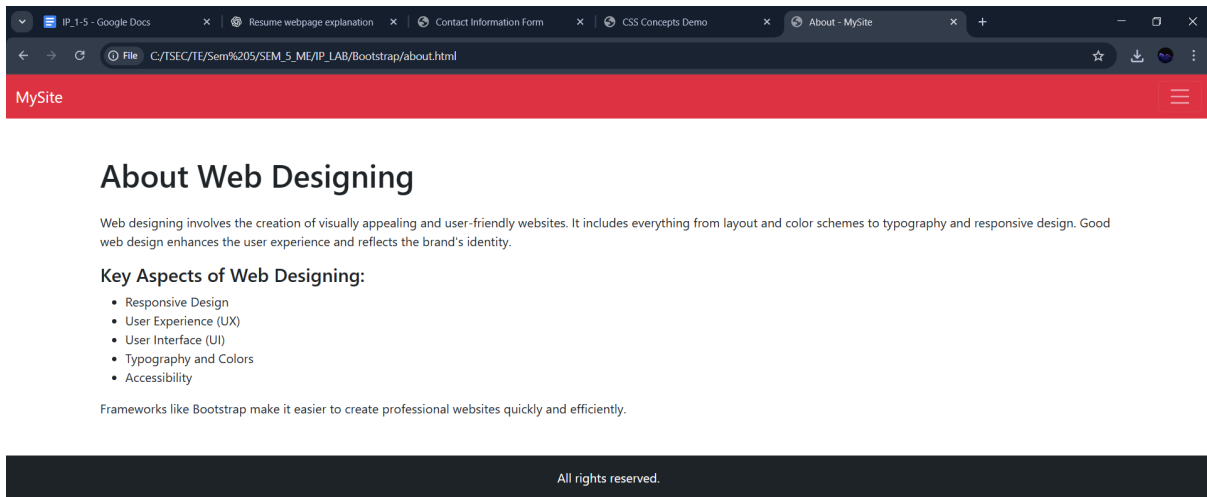 IP_1-5 - Google Docs
Resume webpage explanation
Contact Information Form
CSS Concepts Demo
About - MySite
File C:/TSEC/TE/Sem%205/SEM_5_ME/IP_LAB/Bootstrap/about.html
MySite
About Web Designing
Web designing involves the creation of visually appealing and user-friendly websites. It includes everything from layout and color schemes to typography and responsive design. Good
web design enhances the user experience and reflects the brand's identity.
Key Aspects of Web Designing:
• Responsive Design
• User Experience (UX)
• User Interface (UI)
• Typography and Colors
• Accessibility
Frameworks like Bootstrap make it easier to create professional websites quickly and efficiently.
All rights reserved.